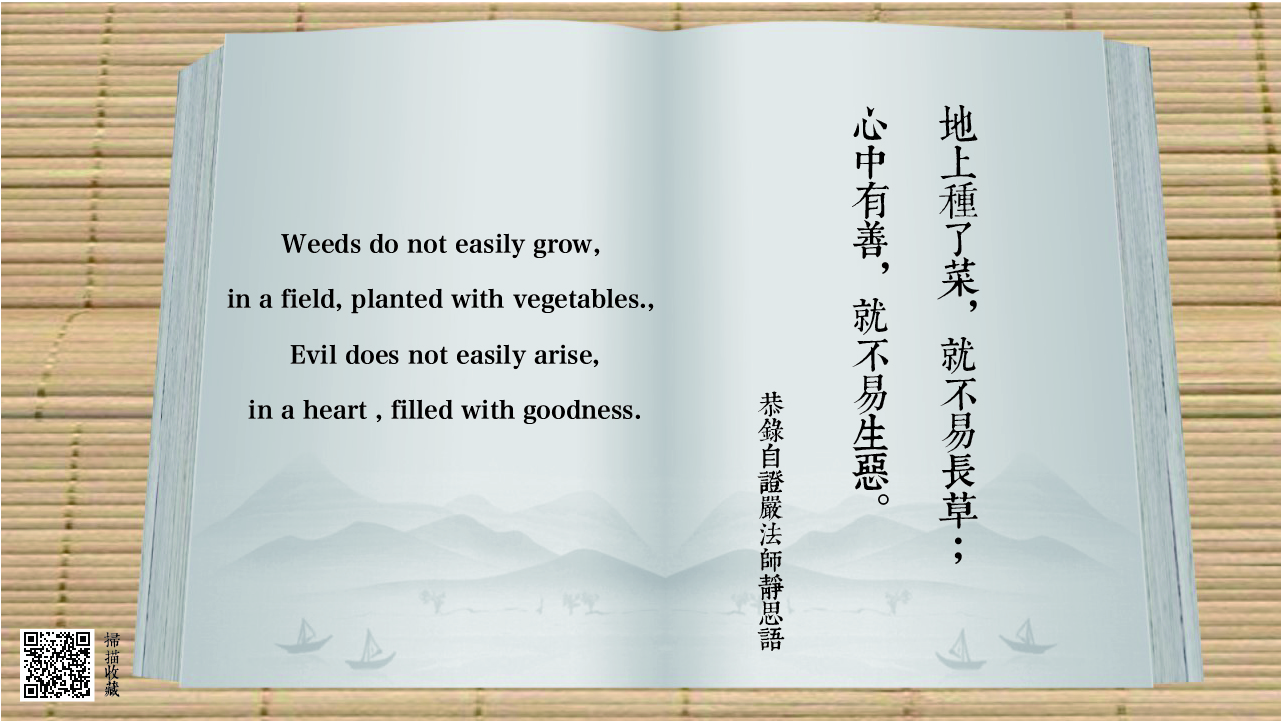 Weeds do not easily grow,
in a field, planted with vegetables.,
Evil does not easily arise,
in a heart , filled with goodness.
地上種了菜，就不易長草；
心中有善，就不易生惡。
恭錄自證嚴法師靜思語
掃描收藏